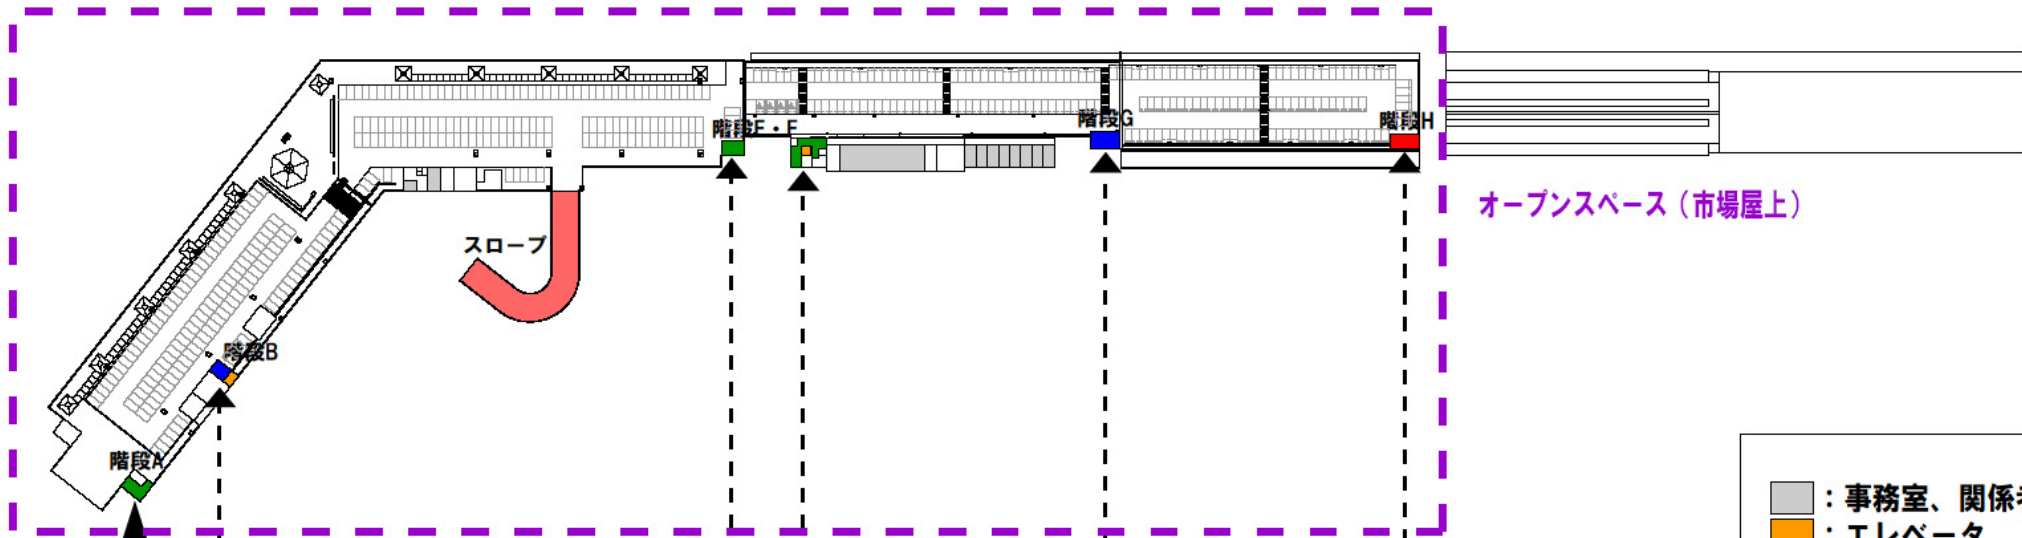 階段E・F
階段G
階段H
オープンスペース（市場屋上）
スロープ
階段B
階段A
：事務室、関係者
：エレベータ